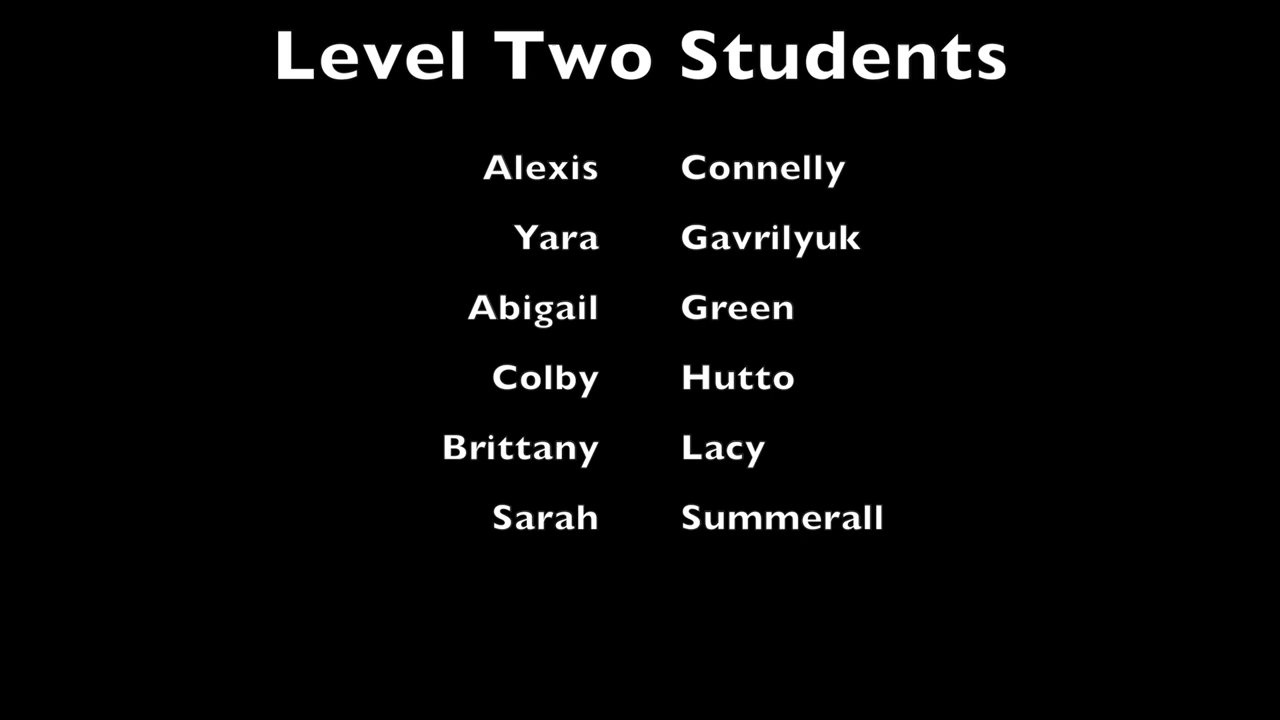 Level Two Students
Alexis Connelly
Yara Gavrilyuk
Abigail Green
Colby Hutto
Brittany Lacy
Sarah Summerall